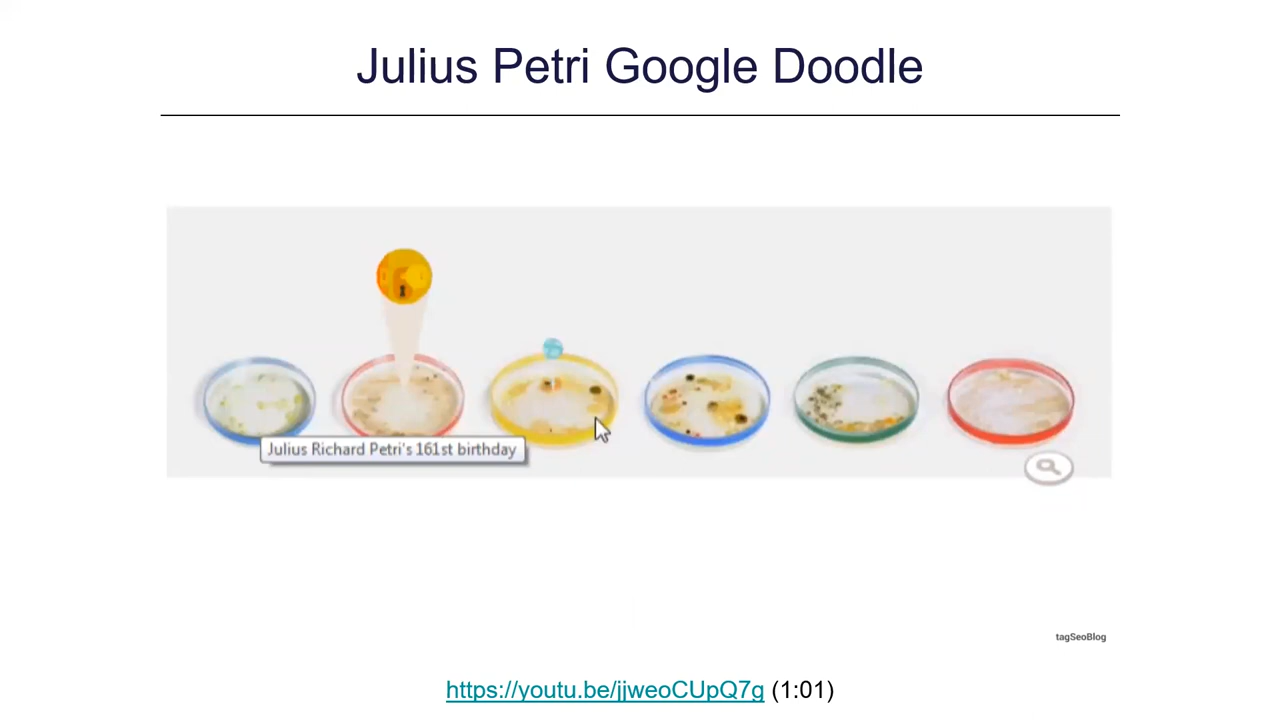 Julius Petri Google Doodle
Julius Richard Petri's 161st birthday
tagSeoBlog
https://youtu.be/jjweoCUpQ7g (1:01)